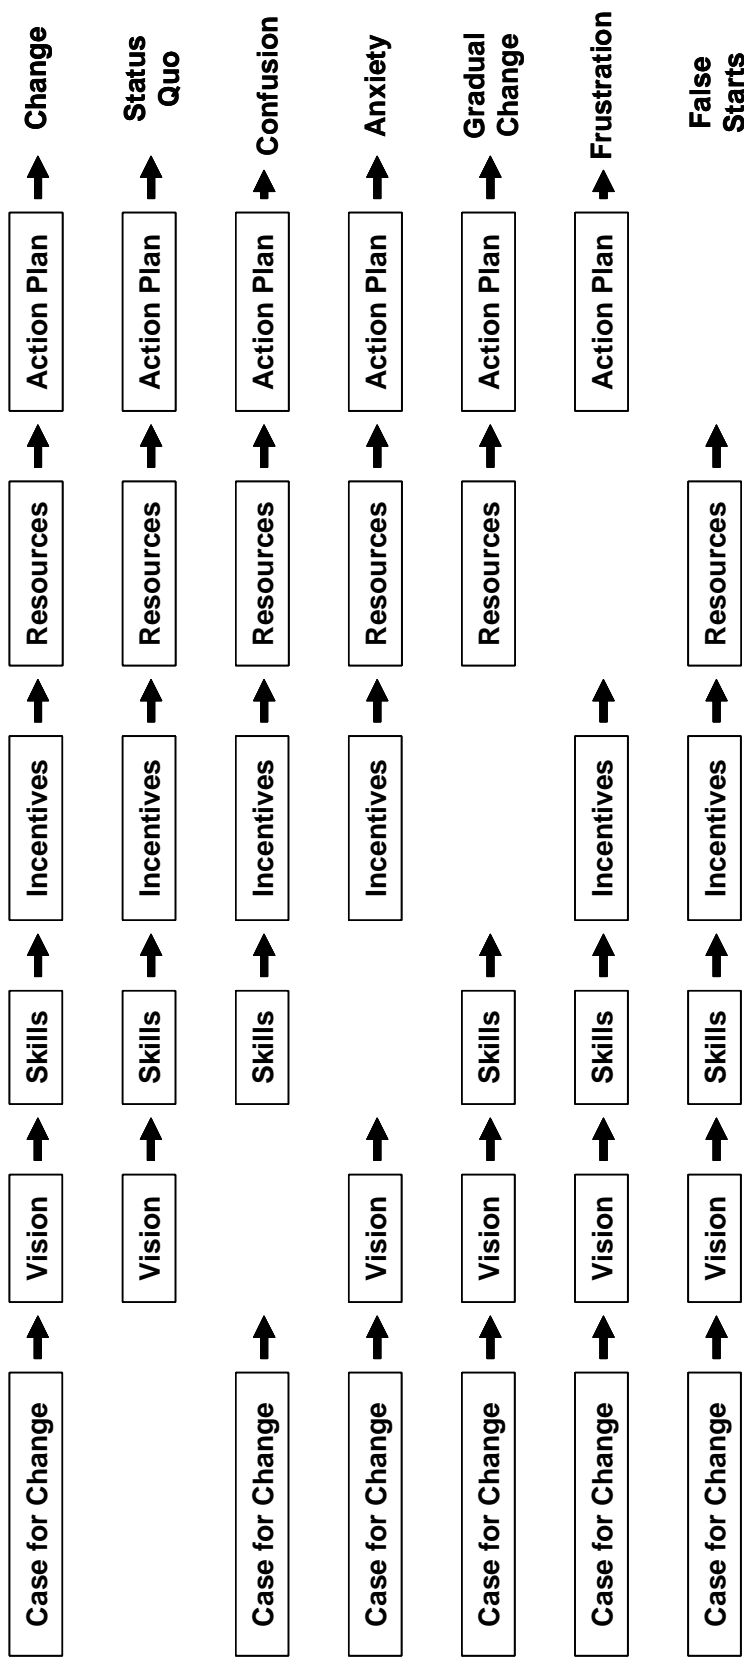 Case for Change
Vision
Skills
Incentives
Resources
Action Plan
Change
Vision
Skills
Incentives
Resources
Action Plan
Status
Quo
Case for Change
Skills
Incentives
Resources
Action Plan
Confusion
Case for Change
Vision
Incentives
Resources
Action Plan
Anxiety
Case for Change
Vision
Skills
Resources
Action Plan
Gradual
Change
Case for Change
Vision
Skills
Incentives
Action Plan
Frustration
Case for Change
Vision
Skills
Incentives
Resources
False
Starts